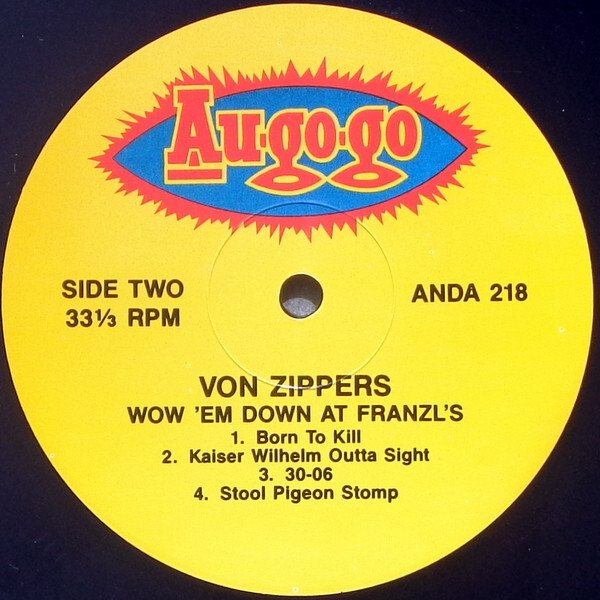 Au·go·go
SIDE TWO
33⅓ RPM
ANDA 218
VON ZIPPERS
WOW 'EM DOWN AT FRANZL'S
1. Born To Kill
2. Kaiser Wilhelm Outta Sight
3. 30-06
4. Stool Pigeon Stomp